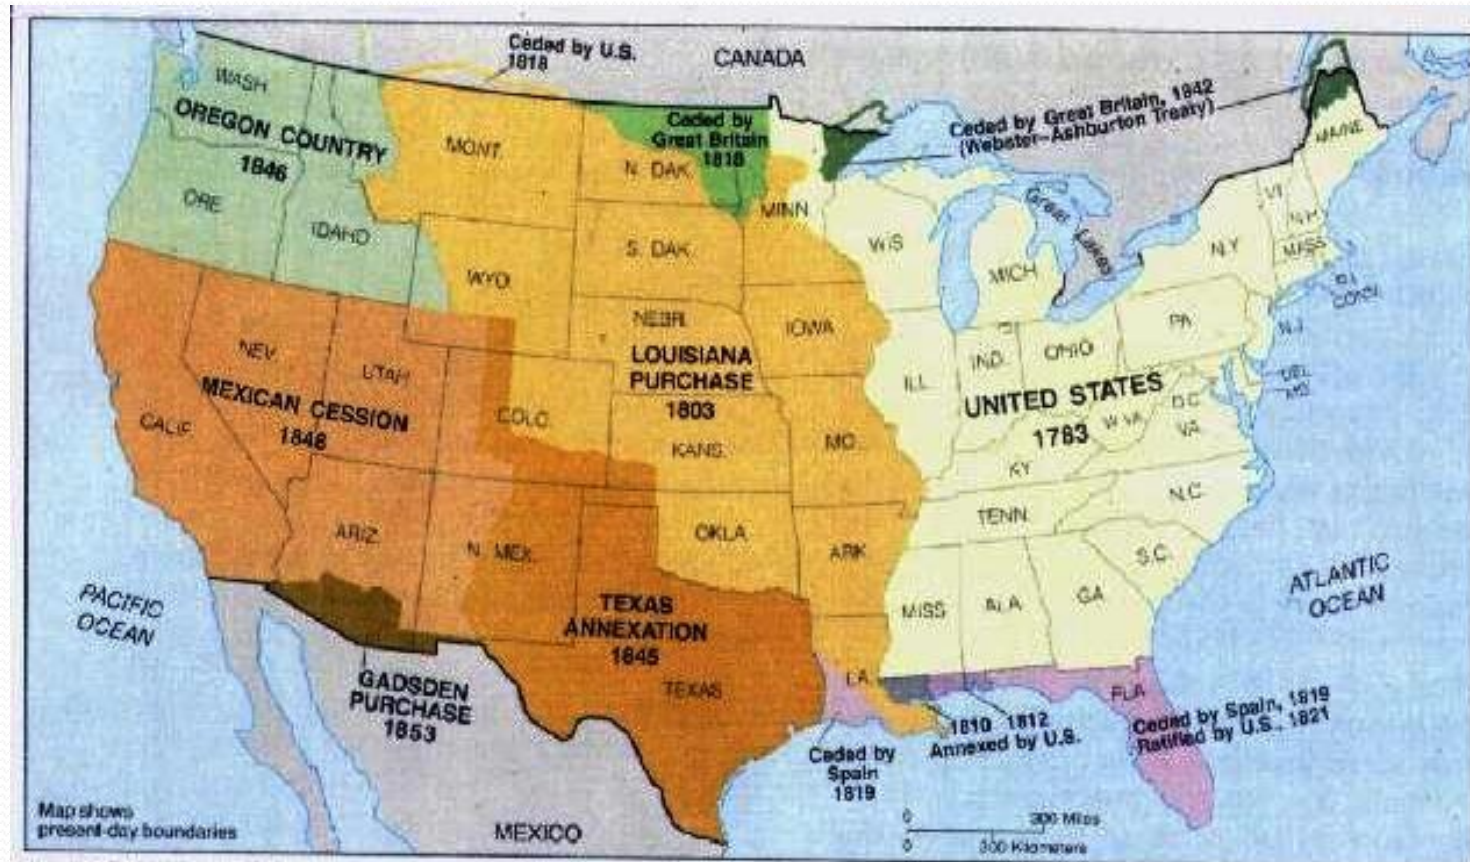 Ceded by U.S.
1818
CANADA
WASH
OREGON COUNTRY
1846
ORE
IDAHO
MONT.
Ceded by
Great Britain
1818
N. DAK.
MINN
S. DAK.
WYO.
Ceded by Great Britain, 1842
(Webster-Ashburton Treaty)
MAINE
VT
N.H.
MASS
R.I.
CONN.
N.Y.
Great Lakes
WIS
MICH
NEBR.
IOWA
LOUISIANA
PURCHASE
1803
NEV.
UTAH
MEXICAN CESSION
1848
CALIF.
COLO.
KANS.
MO.
ILL
IND.
OHIO
PA
N.J.
DEL
MD
D.C.
UNITED STATES
1783
W VA.
VA.
KY
N.C.
TENN
S.C.
ARIZ.
N. MEX.
OKLA
ARK
MISS
ALA
GA
PACIFIC
OCEAN
ATLANTIC
OCEAN
TEXAS
ANNEXATION
1845
TEXAS
LA.
FLA
GADSDEN
PURCHASE
1853
Ceded by
Spain
1819
1810 1812
Annexed by U.S.
Ceded by Spain, 1819
Ratified by U.S., 1821
Map shows
present-day boundaries
MEXICO
0 300 Miles
0 300 Kilometers